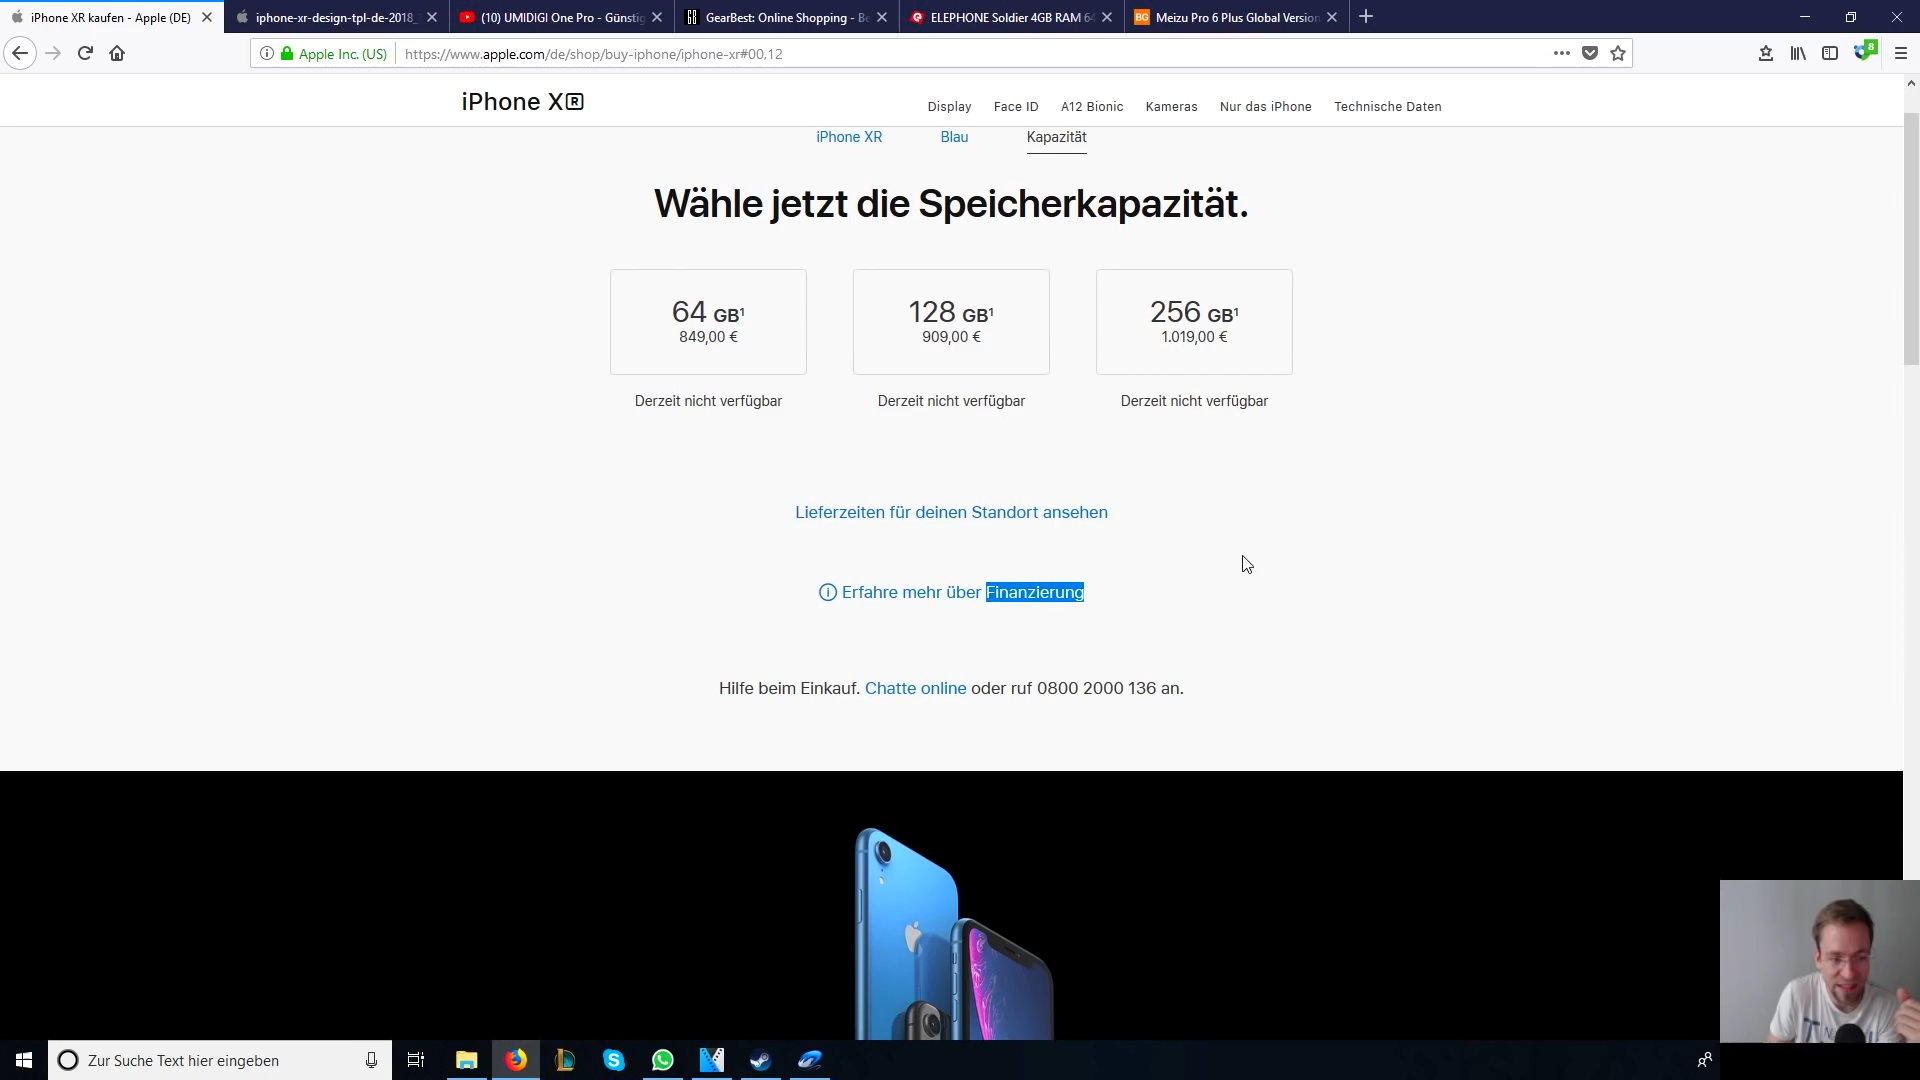 iPhone XR kaufen - Apple (DE)
iphone-xr-design-tpl-de-2018_
(10) UMIDIGI One Pro - Günstig
GearBest: Online Shopping - Be
ELEPHONE Soldier 4GB RAM 64
BG
Meizu Pro 6 Plus Global Version
Apple Inc. (US)
https://www.apple.com/de/shop/buy-iphone/iphone-xr#00,12
8
iPhone XR
Display
Face ID
A12 Bionic
Kameras
Nur das iPhone
Technische Daten
iPhone XR
Blau
Kapazität
Wähle jetzt die Speicherkapazität.
64 GB¹
849,00 €
Derzeit nicht verfügbar
128 GB¹
909,00 €
Derzeit nicht verfügbar
256 GB¹
1.019,00 €
Derzeit nicht verfügbar
Lieferzeiten für deinen Standort ansehen
Erfahre mehr über Finanzierung
Hilfe beim Einkauf. Chatte online oder ruf 0800 2000 136 an.
Zur Suche Text hier eingeben